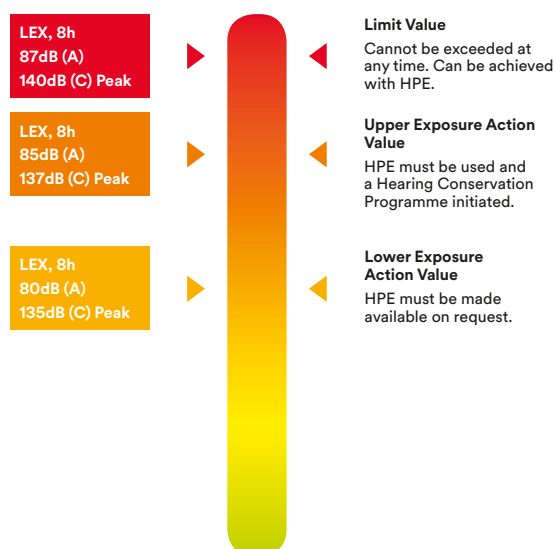 LEX, 8h
87dB (A)
140dB (C) Peak
Limit Value
Cannot be exceeded at
any time. Can be achieved
with HPE.
LEX, 8h
85dB (A)
137dB (C) Peak
Upper Exposure Action
Value
HPE must be used and
a Hearing Conservation
Programme initiated.
LEX, 8h
80dB (A)
135dB (C) Peak
Lower Exposure
Action Value
HPE must be made
available on request.